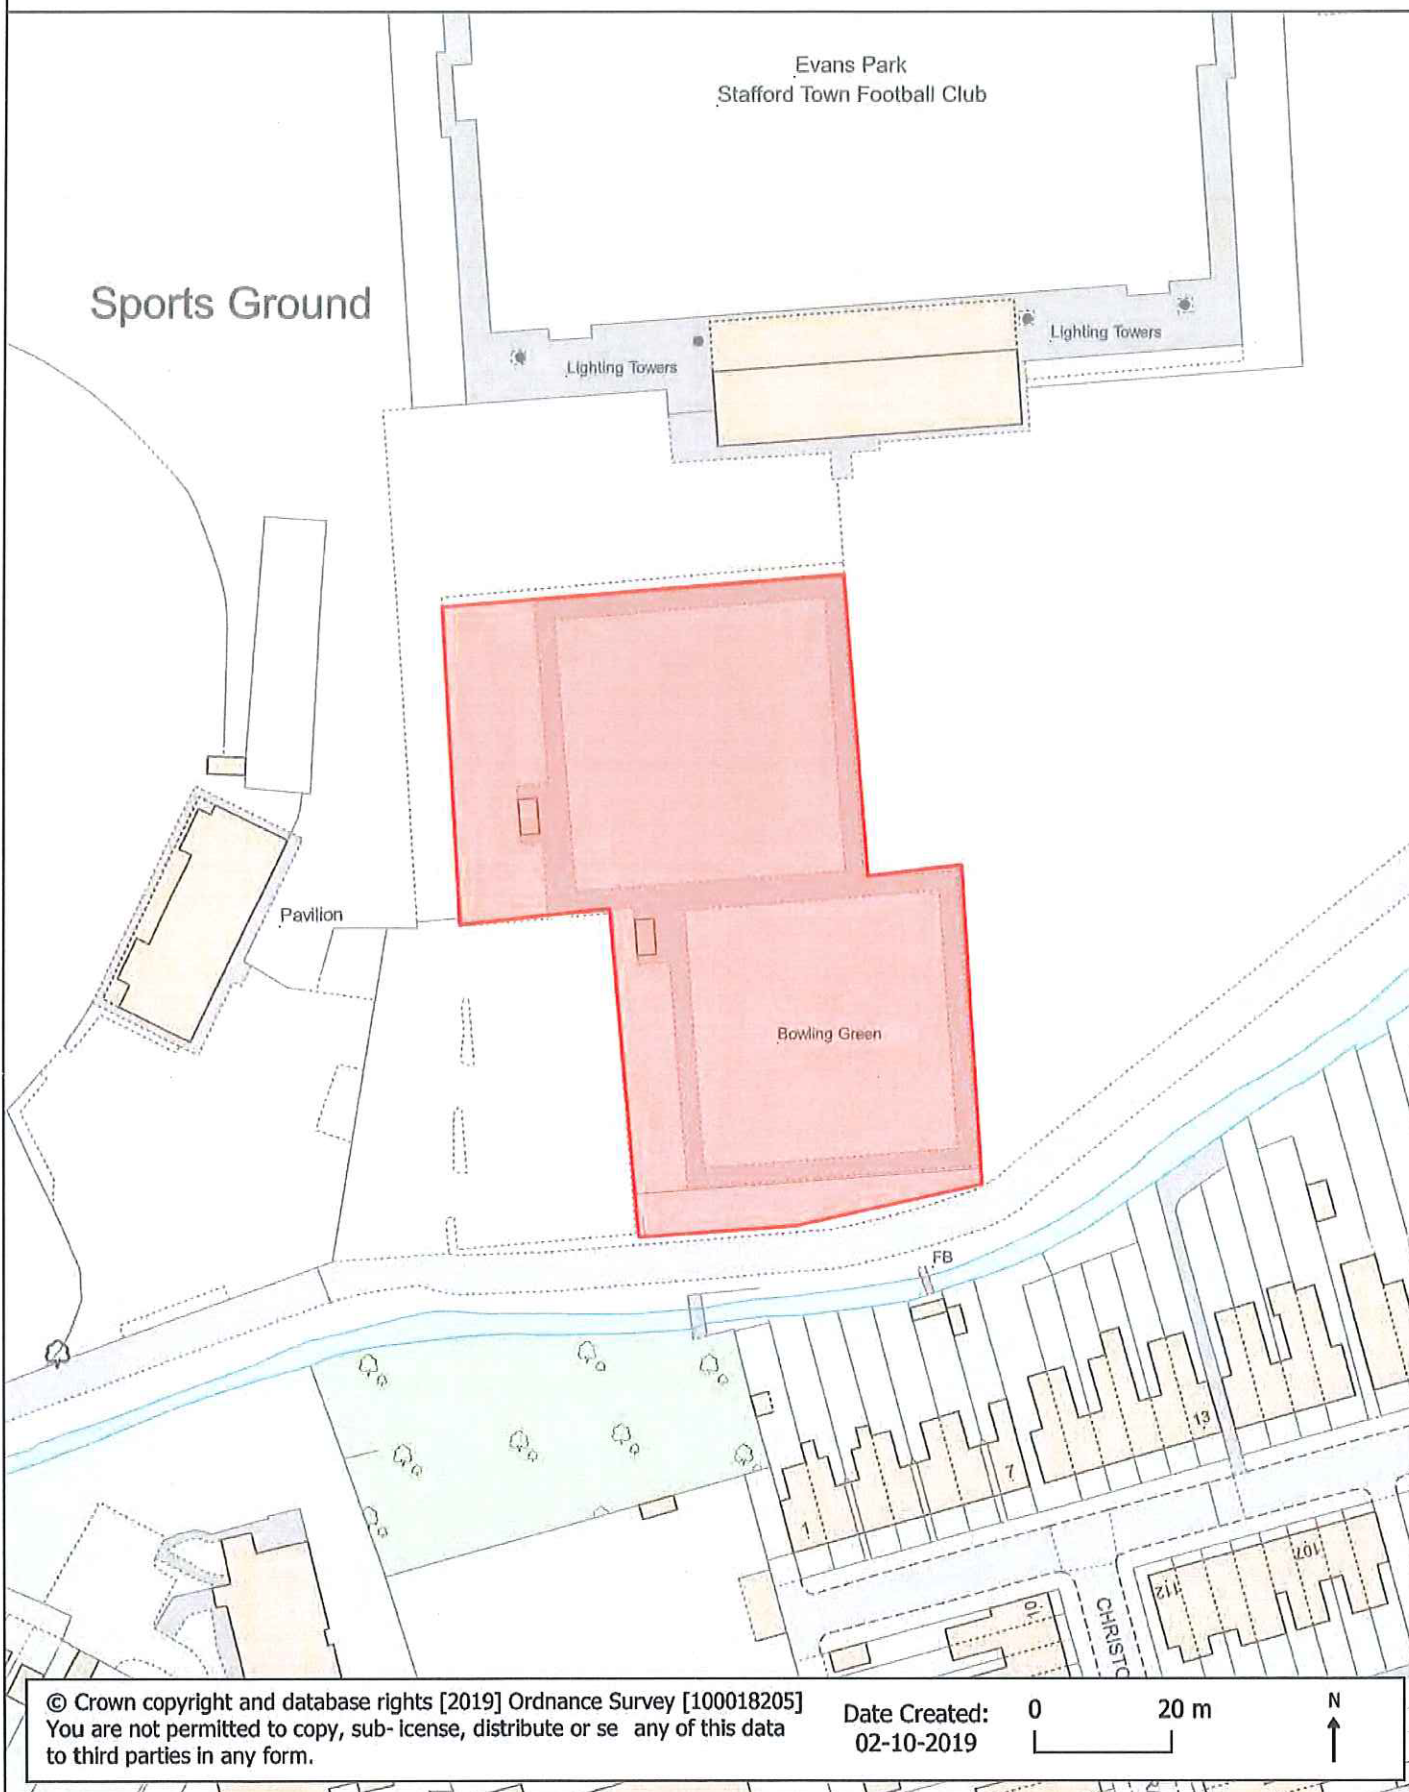 Evans Park
Stafford Town Football Club
Sports Ground
Lighting Towers
Lighting Towers
Pavilion
Bowling Green
FB
13
7
1
107
112
10
CHRISTO
© Crown copyright and database rights [2019] Ordnance Survey [100018205]
You are not permitted to copy, sub- icense, distribute or se any of this data
to third parties in any form.
Date Created:
02-10-2019
0 20 m
N